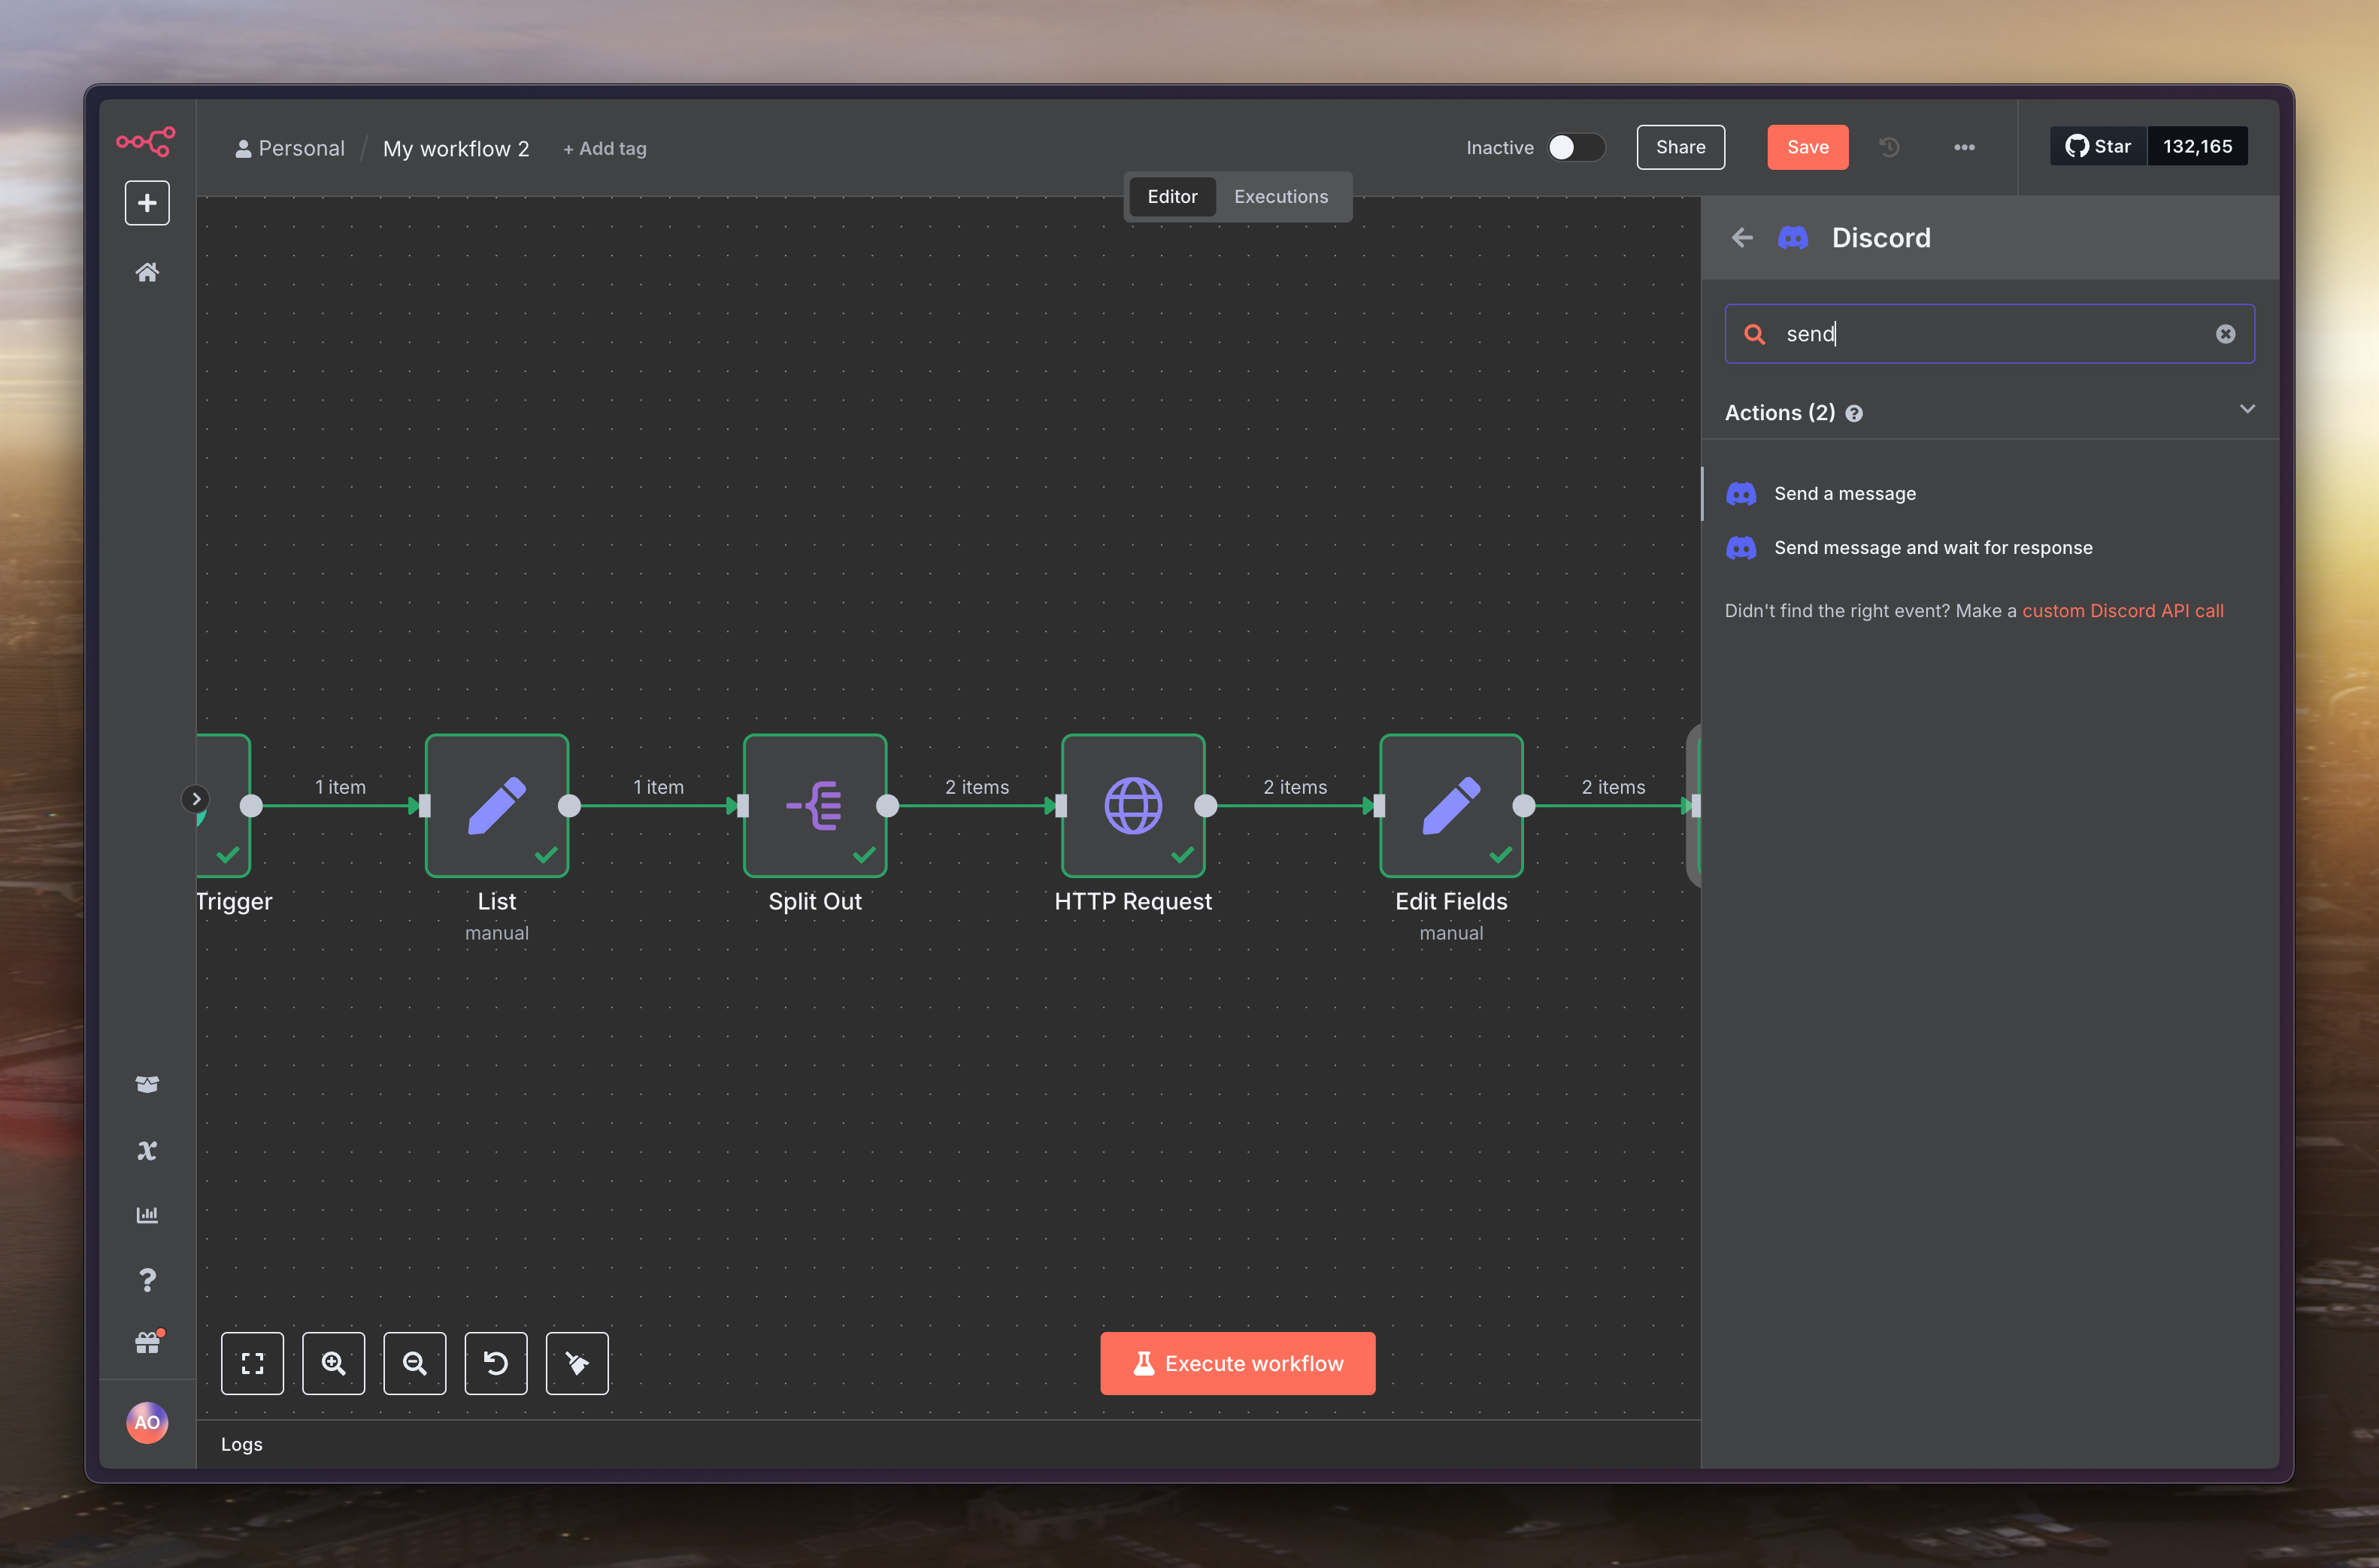 Personal / My workflow 2 + Add tag
Inactive
Share
Save
Star 132,165
Editor Executions
Discord
send
Actions (2)
Send a message
Send message and wait for response
Didn't find the right event? Make a custom Discord API call
1 item 1 item 2 items 2 items 2 items
Trigger List Split Out HTTP Request Edit Fields
manual manual
Execute workflow
AO
Logs